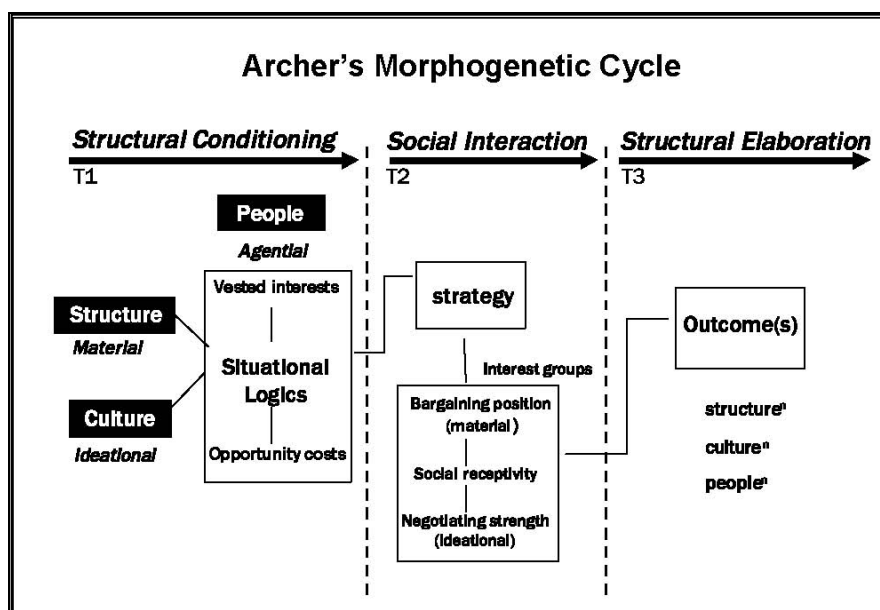 Archer's Morphogenetic Cycle
Structural Conditioning
T1
Social Interaction
T2
Structural Elaboration
T3
People
Agential
Structure
Material
Culture
Ideational
Vested interests
Situational
Logics
Opportunity costs
strategy
Interest groups
Bargaining position
(material)
Social receptivity
Negotiating strength
(ideational)
Outcome(s)
structureⁿ
cultureⁿ
peopleⁿ